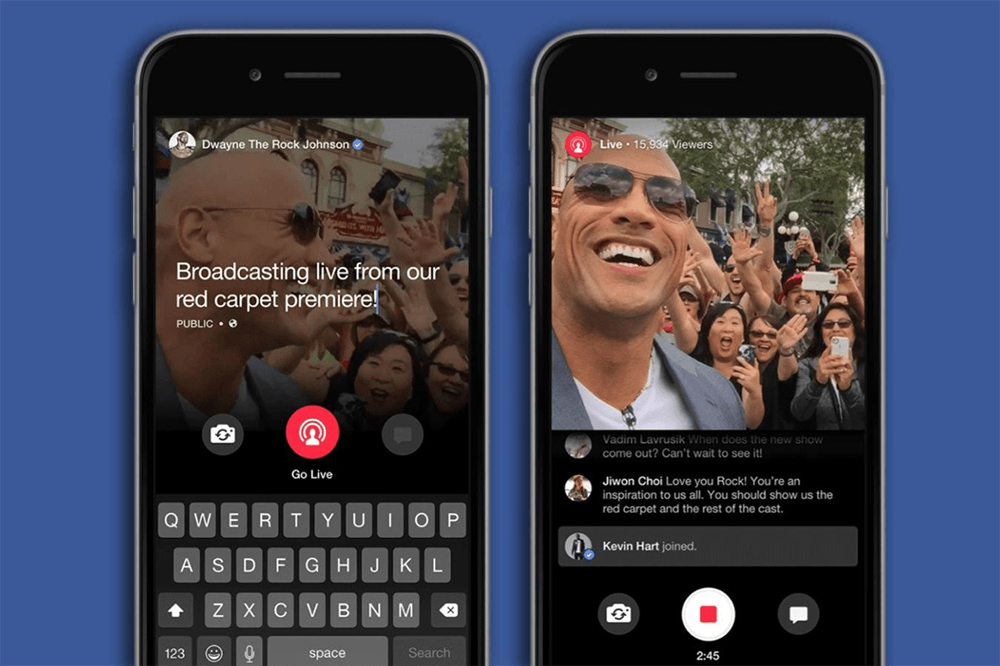 Dwayne The Rock Johnson
Broadcasting live from our
red carpet premiere!
PUBLIC •
Go Live
Q W E R T Y U I O P
A S D F G H J K L
Z X C V B N M
123 space Search
Live • 15,934 Viewers
Vadim Lavrusik When does the new show
come out? Can't wait to see it!
Jiwon Choi Love you Rock! You're an
inspiration to us all. You should show us the
red carpet and the rest of the cast.
Kevin Hart joined.
2:45